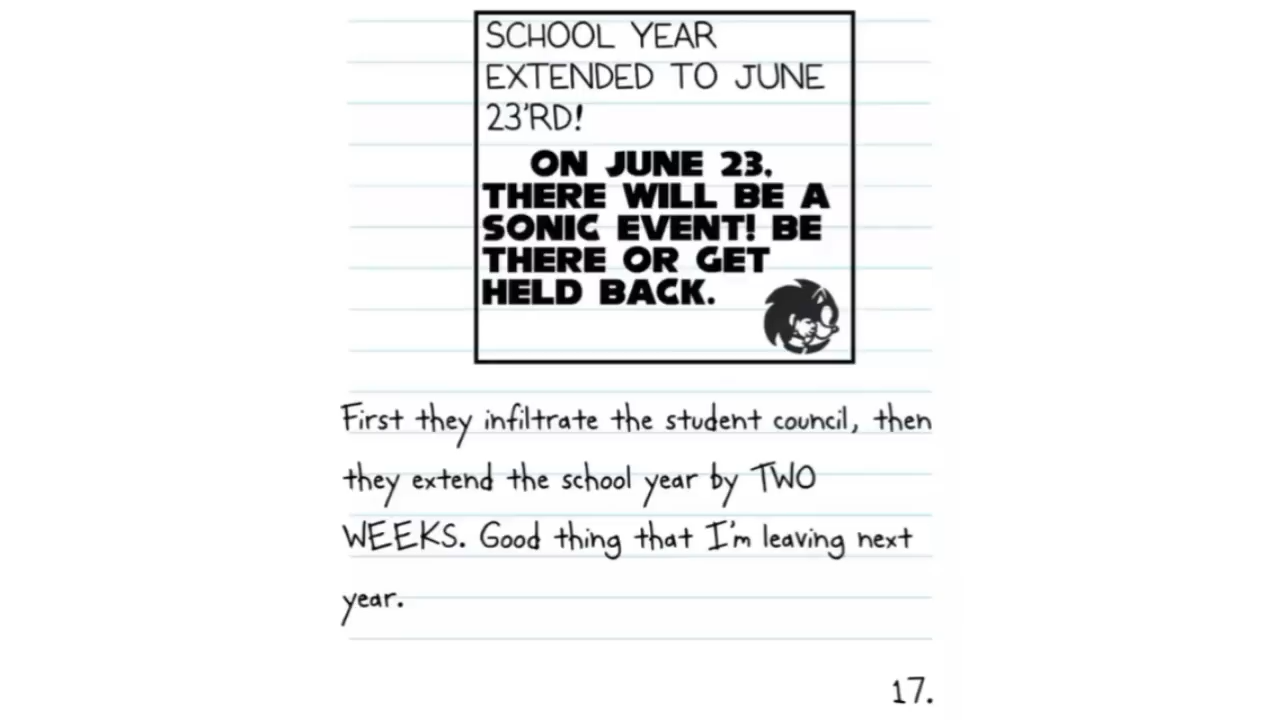 SCHOOL YEAR
EXTENDED TO JUNE
23'RD!
ON JUNE 23,
THERE WILL BE A
SONIC EVENT! BE
THERE OR GET
HELD BACK.
First they infiltrate the student council, then
they extend the school year by TWO
WEEKS. Good thing that I'm leaving next
year.
17.